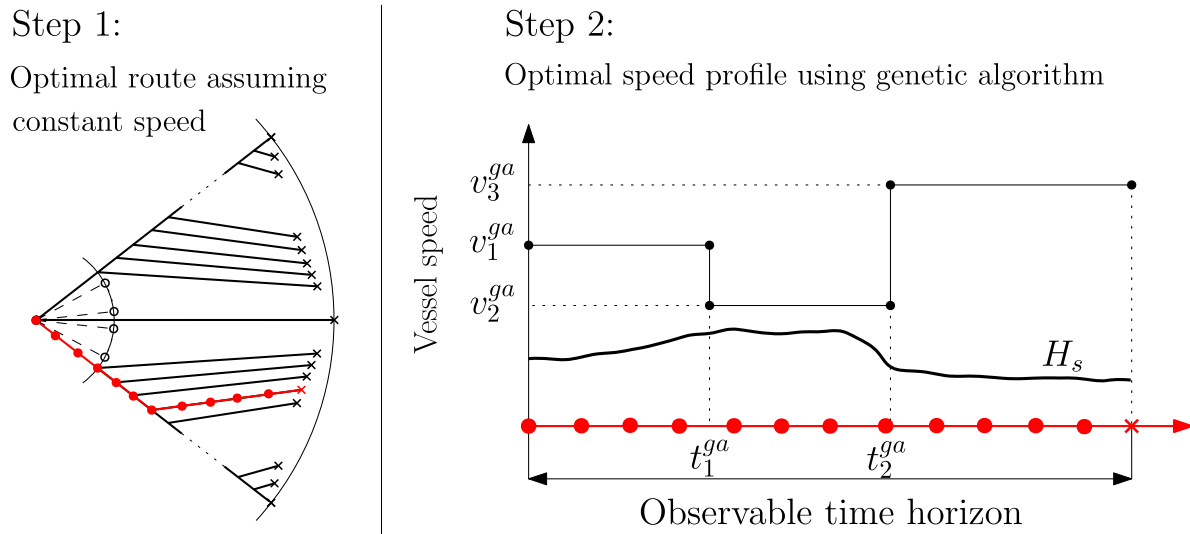 Step 1:
Optimal route assuming
constant speed
Step 2:
Optimal speed profile using genetic algorithm
Vessel speed
v_3^{ga}
v_1^{ga}
v_2^{ga}
H_s
t_1^{ga}
t_2^{ga}
Observable time horizon